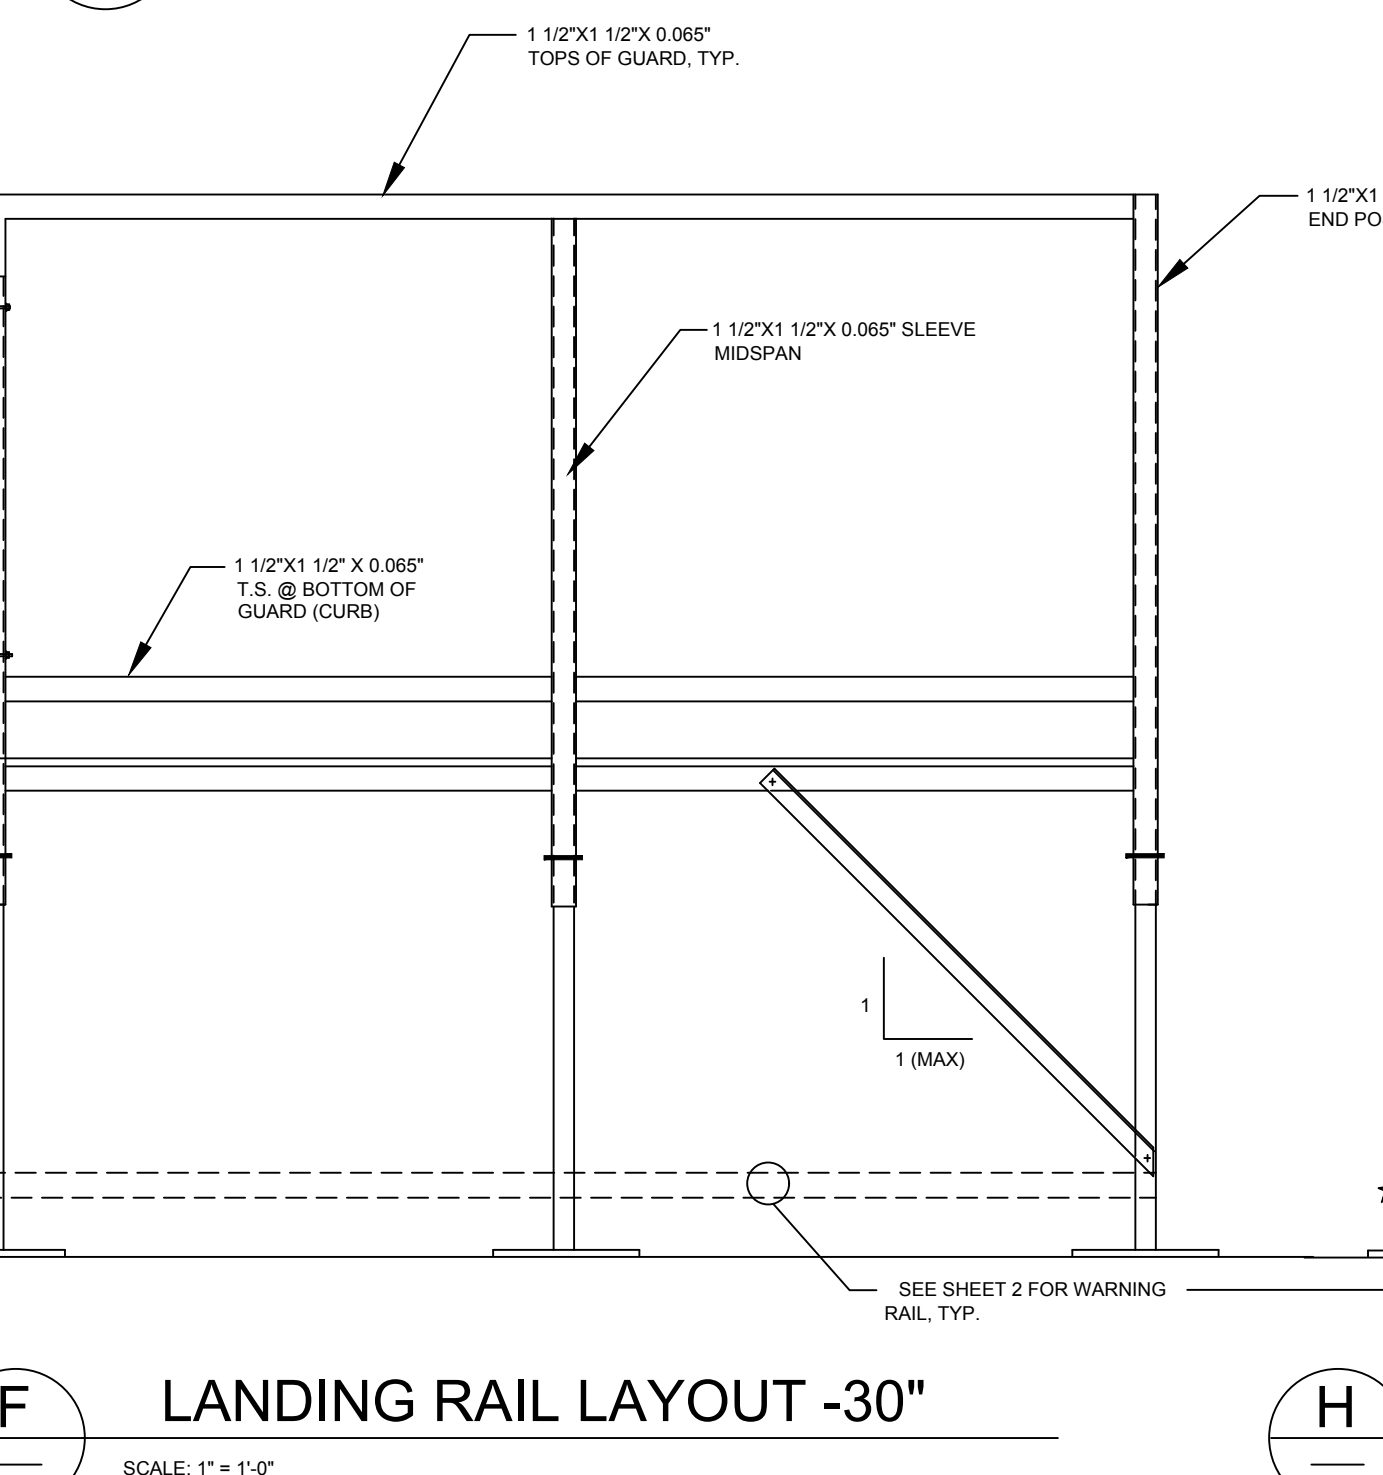 1 1/2"X1 1/2"X 0.065"
TOPS OF GUARD, TYP.
1 1/2"X1
END PO
1 1/2"X1 1/2"X 0.065" SLEEVE
MIDSPAN
1 1/2"X1 1/2" X 0.065"
T.S. @ BOTTOM OF
GUARD (CURB)
1
1 (MAX)
SEE SHEET 2 FOR WARNING
RAIL, TYP.
F
LANDING RAIL LAYOUT -30"
SCALE: 1" = 1'-0"
H